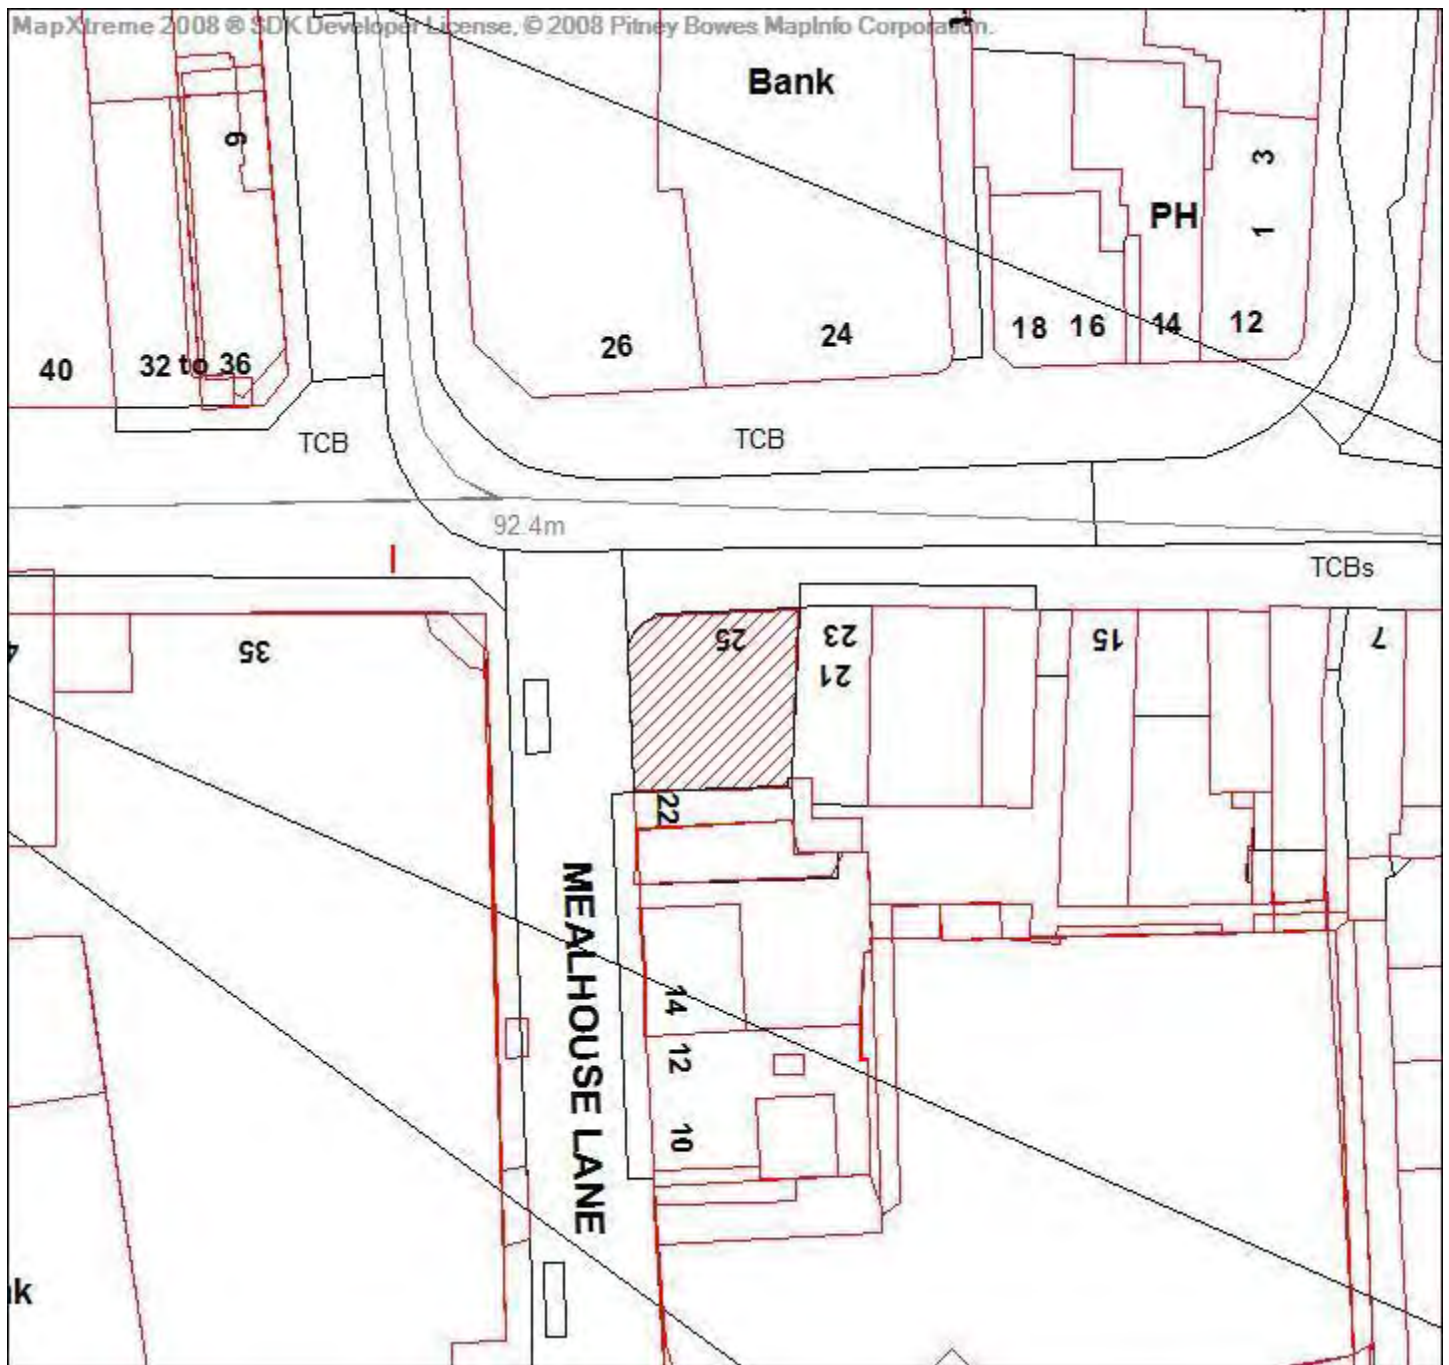 MapXtreme 2008 ® SDK Developer License, © 2008 Pitney Bowes MapInfo Corporation.
Bank
9
3
PH
1
40
32 to 36
26
24
18
16
14
12
TCB
TCB
92.4m
TCBs
35
25
23
21
15
7
22
MEALHOUSE LANE
14
12
10